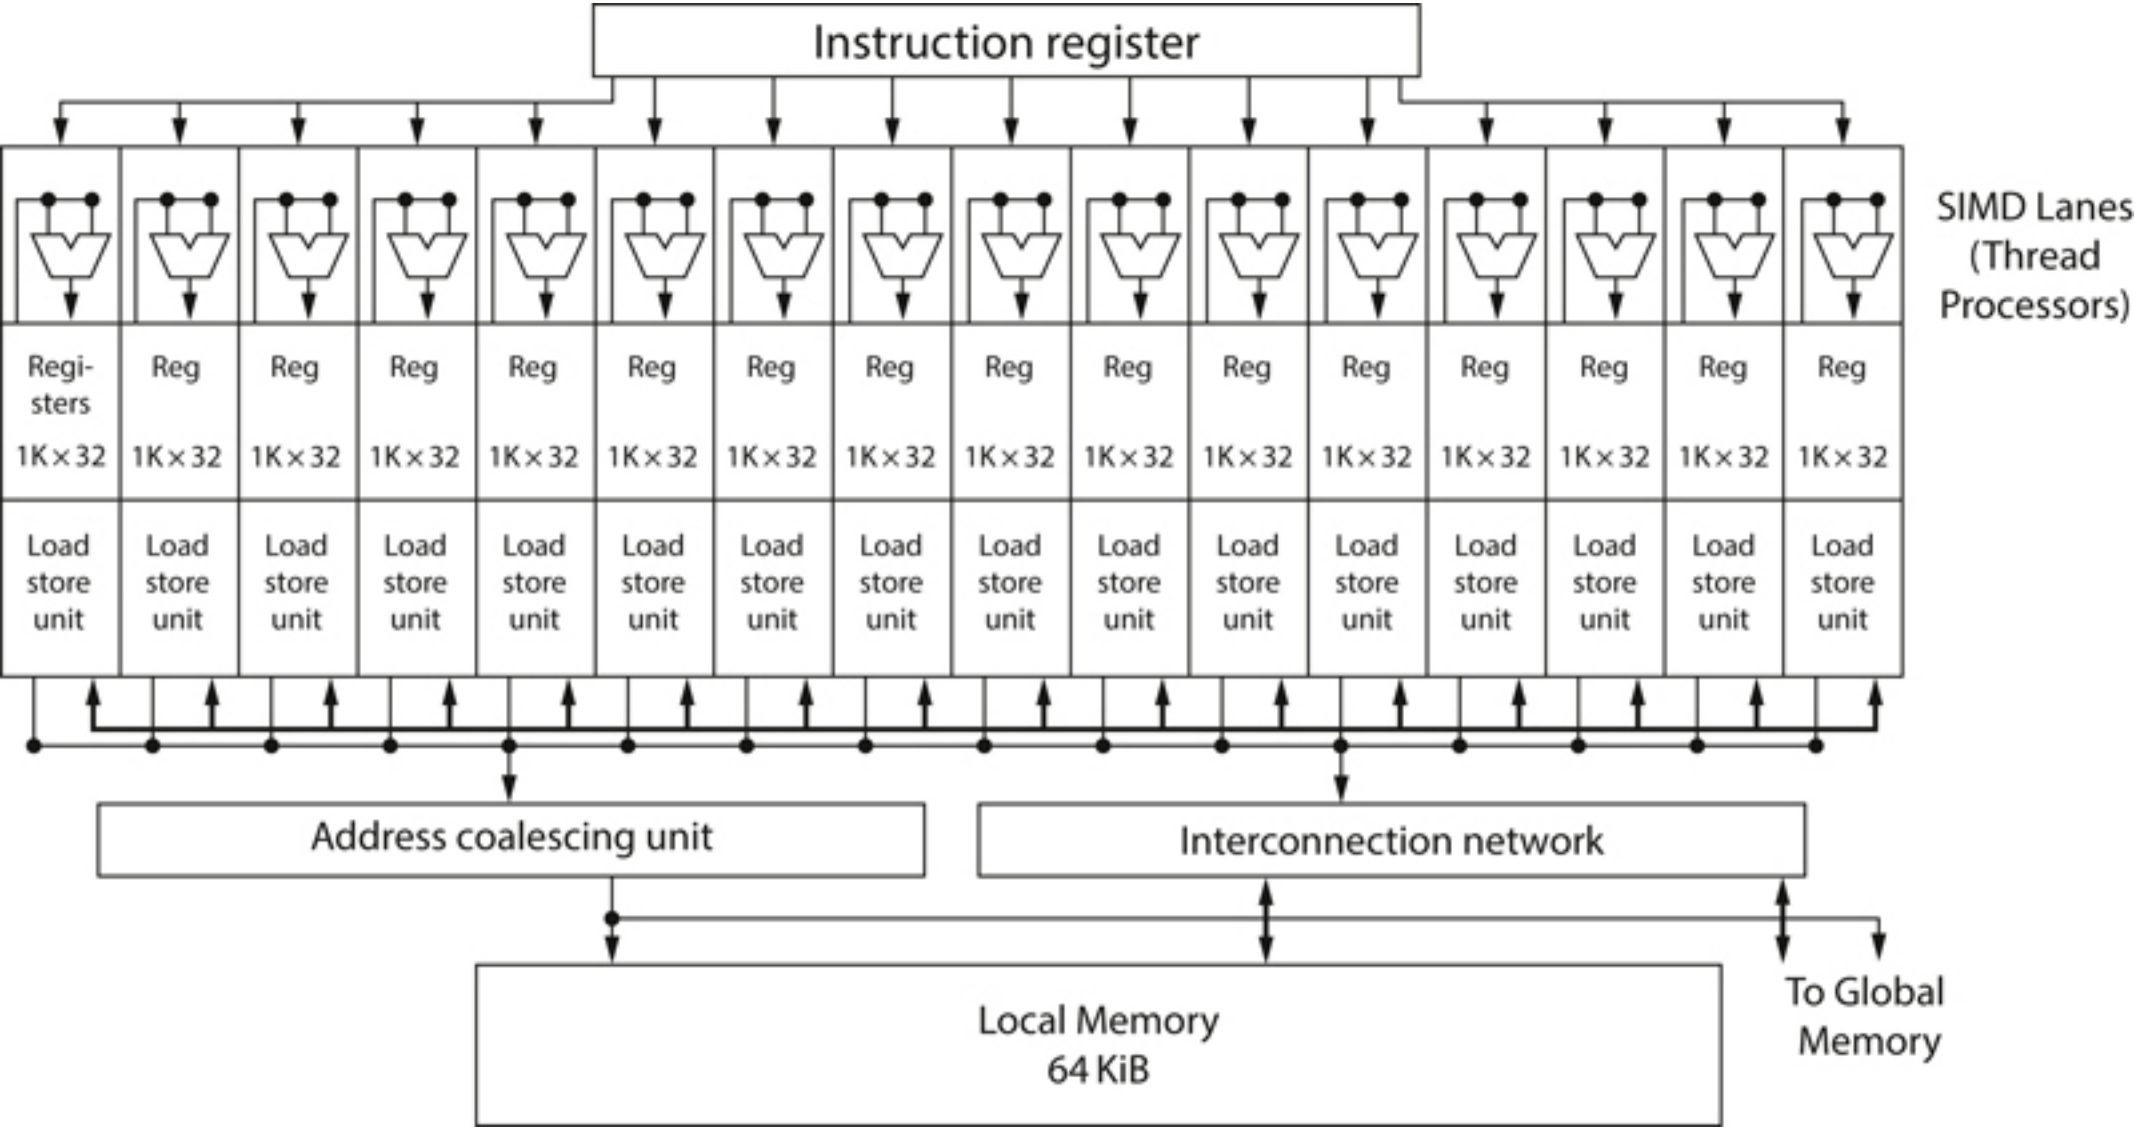 Instruction register
SIMD Lanes
(Thread
Processors)
Regi-
sters
Reg Reg Reg Reg Reg Reg Reg Reg Reg Reg Reg Reg Reg Reg Reg
1K×32 1K×32 1K×32 1K×32 1K×32 1K×32 1K×32 1K×32 1K×32 1K×32 1K×32 1K×32 1K×32 1K×32 1K×32 1K×32
Load Load Load Load Load Load Load Load Load Load Load Load Load Load Load Load
store store store store store store store store store store store store store store store store
unit unit unit unit unit unit unit unit unit unit unit unit unit unit unit unit
Address coalescing unit
Interconnection network
Local Memory
64 KiB
To Global
Memory